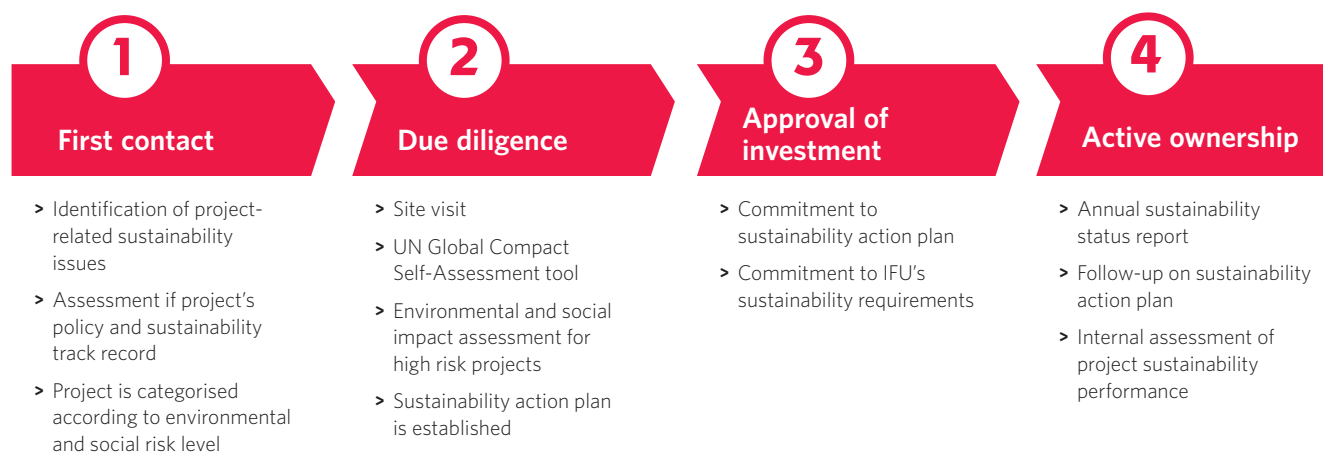 1
First contact
> Identification of project-
related sustainability
issues
> Assessment if project's
policy and sustainability
track record
> Project is categorised
according to environmental
and social risk level
2
Due diligence
> Site visit
> UN Global Compact
Self-Assessment tool
> Environmental and social
impact assessment for
high risk projects
> Sustainability action plan
is established
3
Approval of
investment
> Commitment to
sustainability action plan
> Commitment to IFU's
sustainability requirements
4
Active ownership
> Annual sustainability
status report
> Follow-up on sustainability
action plan
> Internal assessment of
project sustainability
performance